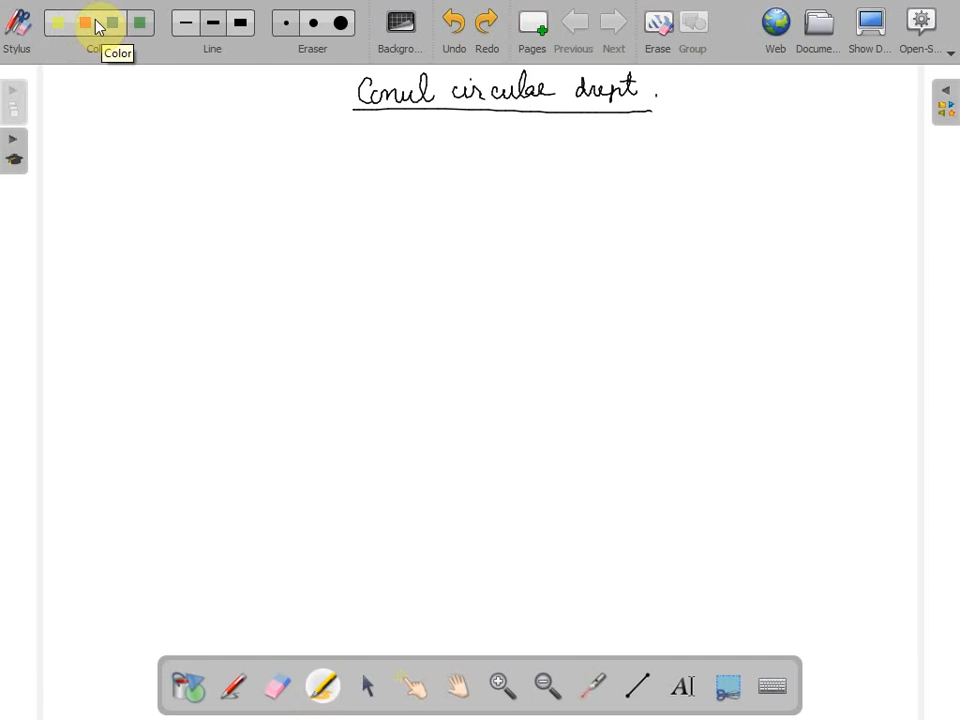 Stylus
Color
Line
Eraser
Backgro...
Undo
Redo
Pages
Previous
Next
Erase
Group
Web
Docume...
Show D...
Open-S...
Conul circular drept.